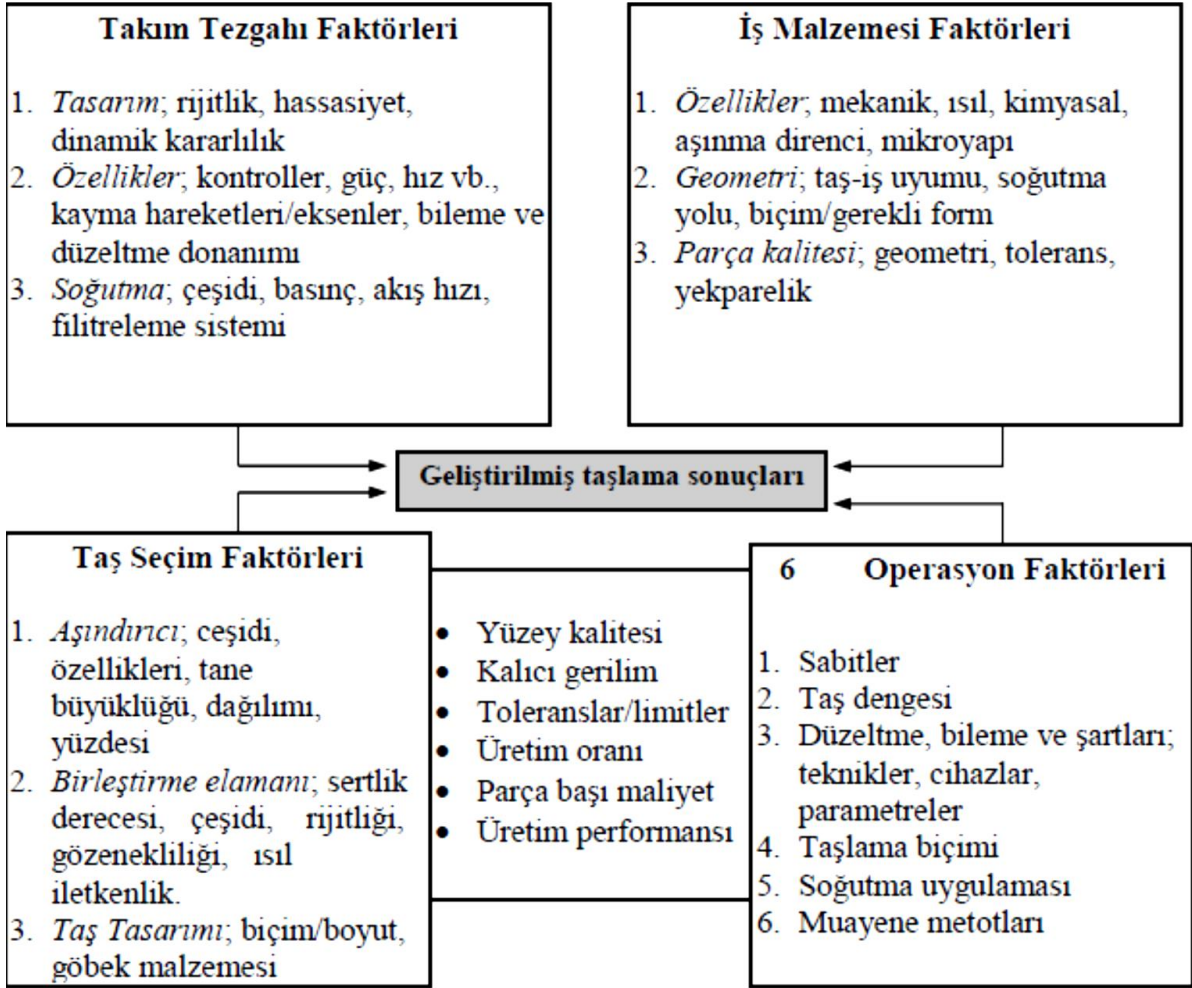 Takım Tezgahı Faktörleri
1. Tasarım; rijitlik, hassasiyet,
dinamik kararlılık
2. Özellikler; kontroller, güç, hız vb.,
kayma hareketleri/eksenler, bileme ve
düzeltme donanımı
3. Soğutma; çeşidi, basınç, akış hızı,
filitreleme sistemi
İş Malzemesi Faktörleri
1. Özellikler; mekanik, ısıl, kimyasal,
aşınma direnci, mikroyapı
2. Geometri; taş-iş uyumu, soğutma
yolu, biçim/gerekli form
3. Parça kalitesi; geometri, tolerans,
yekparelik
Geliştirilmiş taşlama sonuçları
Taş Seçim Faktörleri
1. Aşındırıcı; ceşidi,
özellikleri, tane
büyüklüğü, dağılımı,
yüzdesi
2. Birleştirme elamanı; sertlik
derecesi, çeşidi, rijitliği,
gözenekliliği, ısıl
iletkenlik.
3. Taş Tasarımı; biçim/boyut,
göbek malzemesi
• Yüzey kalitesi
• Kalıcı gerilim
• Toleranslar/limitler
• Üretim oranı
• Parça başı maliyet
• Üretim performansı
6 Operasyon Faktörleri
1. Sabitler
2. Taş dengesi
3. Düzeltme, bileme ve şartları;
teknikler, cihazlar,
parametreler
4. Taşlama biçimi
5. Soğutma uygulaması
6. Muayene metotları